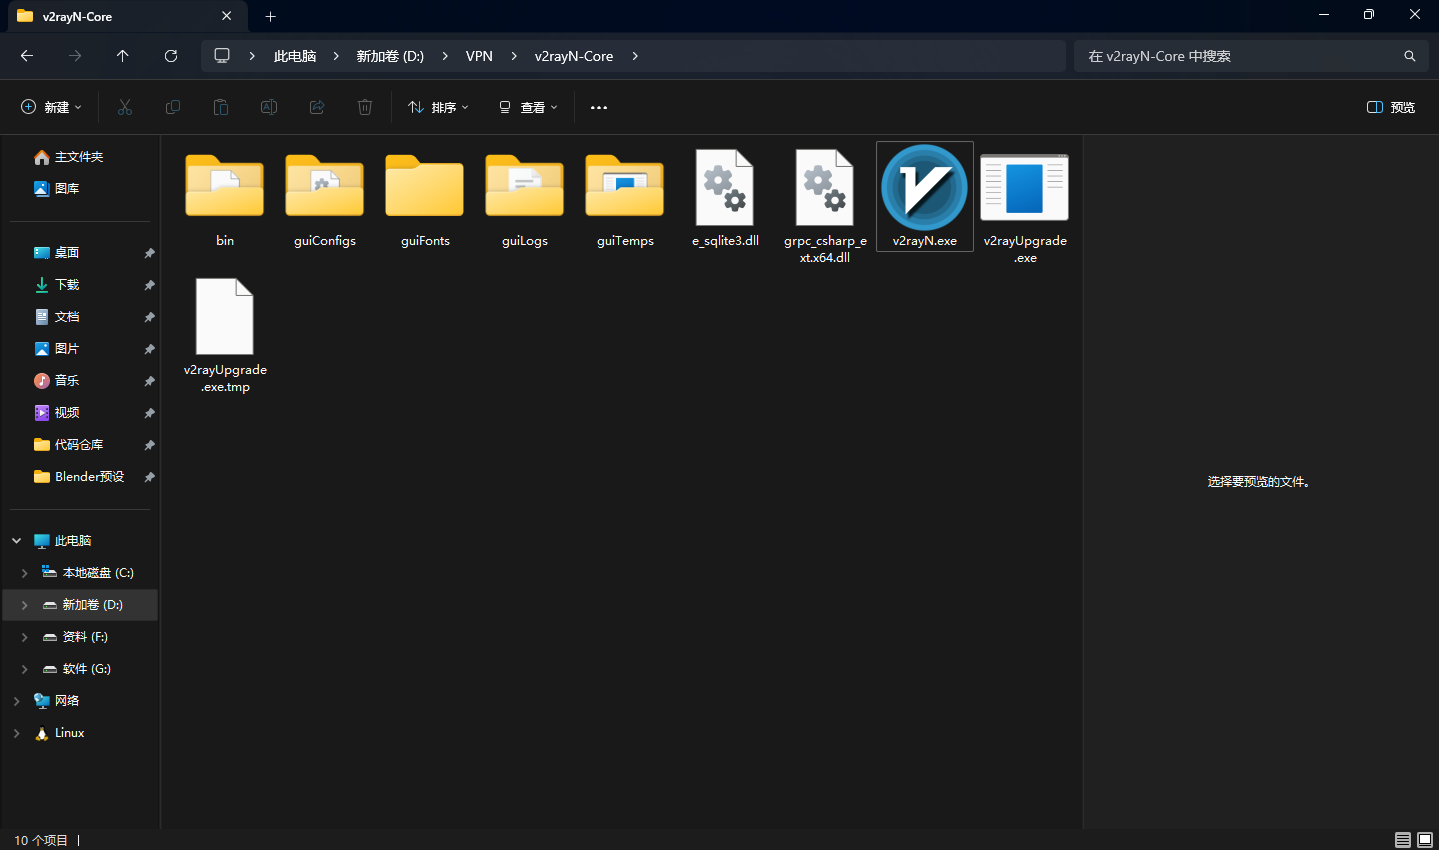 v2rayN-Core
此电脑 新加卷 (D:) VPN v2rayN-Core
在 v2rayN-Core 中搜索
新建 排序 查看 预览
主文件夹
图库
桌面
下载
文档
图片
音乐
视频
代码仓库
Blender预设
此电脑
本地磁盘 (C:)
新加卷 (D:)
资料 (F:)
软件 (G:)
网络
Linux
bin
guiConfigs
guiFonts
guiLogs
guiTemps
e_sqlite3.dll
grpc_csharp_e
xt.x64.dll
v2rayN.exe
v2rayUpgrade
.exe
v2rayUpgrade
.exe.tmp
选择要预览的文件。
10 个项目